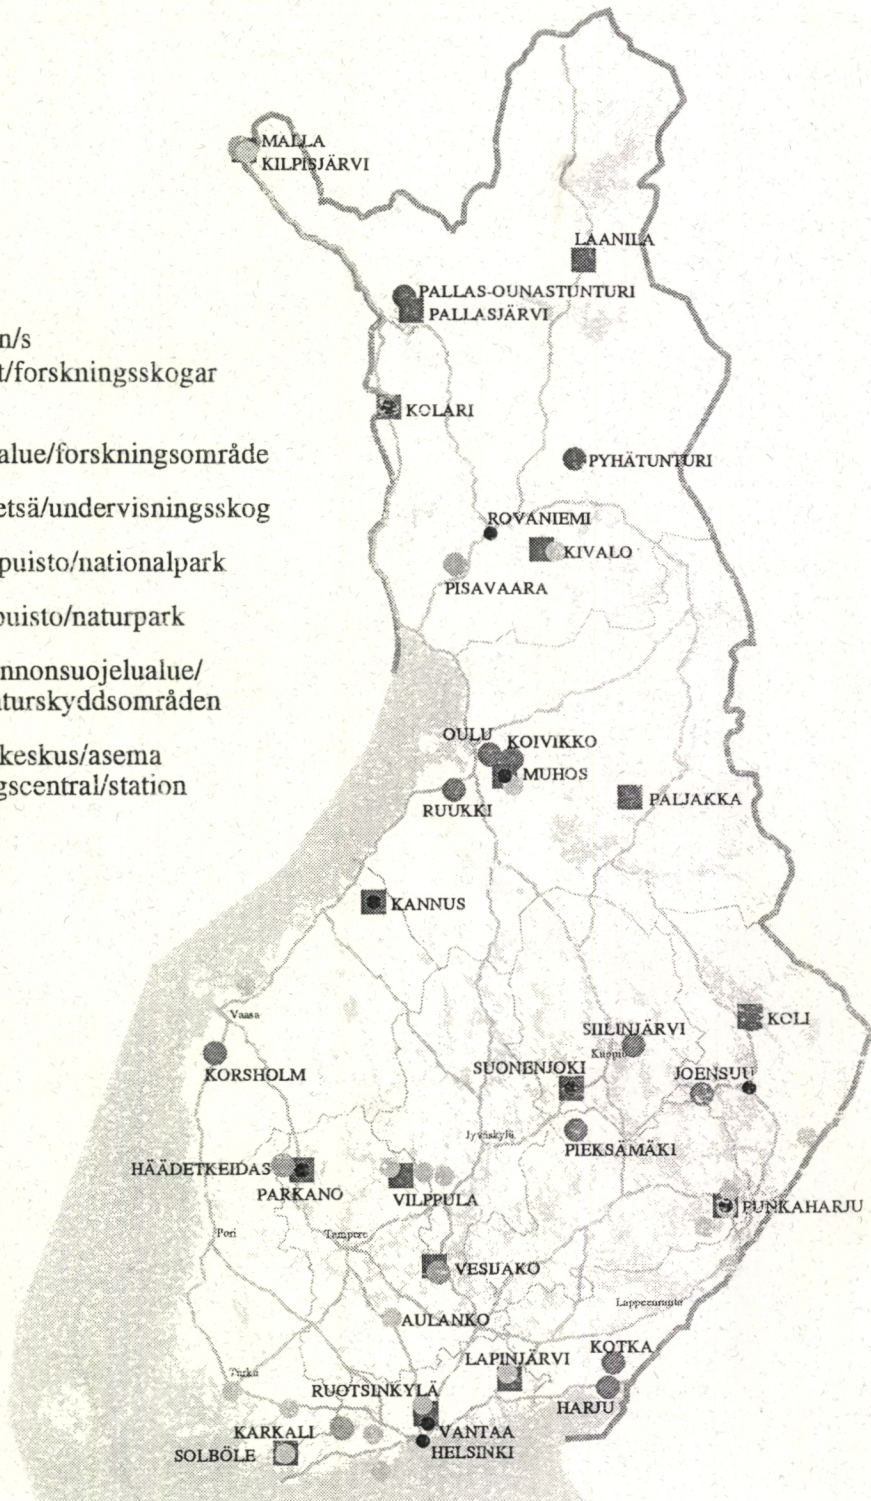 MALLA
KILPISJÄRVI
LAANILA
PALLAS-OUNASTUNTURI
PALLASJÄRVI
n/s
t/forskningsskogar
KOLARI
alue/forskningsområde
PYHÄTUNTURI
etsä/undervisningsskog
ROVANIEMI
KIVALO
puisto/nationalpark
PISAVAARA
puisto/naturpark
nnonsuojelualue/
turskyddsområden
OULU
KOIVIKKO
keskus/asema
MUHOS
gscentral/station
PALJAKKA
RUUKKI
KANNUS
Vaasa
KOLI
SIILINJÄRVI
Kuopio
KORSHOLM
SUONENJOKI
JOENSUU
Jyväskylä
PIEKSÄMÄKI
HÄÄDETKEIDAS
PARKANO
VILPPULA
PUNKAHARJU
Pori
Tampere
VESIJAKO
Lappeenranta
AULANKO
KOTKA
LAPINJÄRVI
Turku
RUOTSINKYLÄ
HARJU
KARKALI
VANTAA
SOLBÖLE
HELSINKI